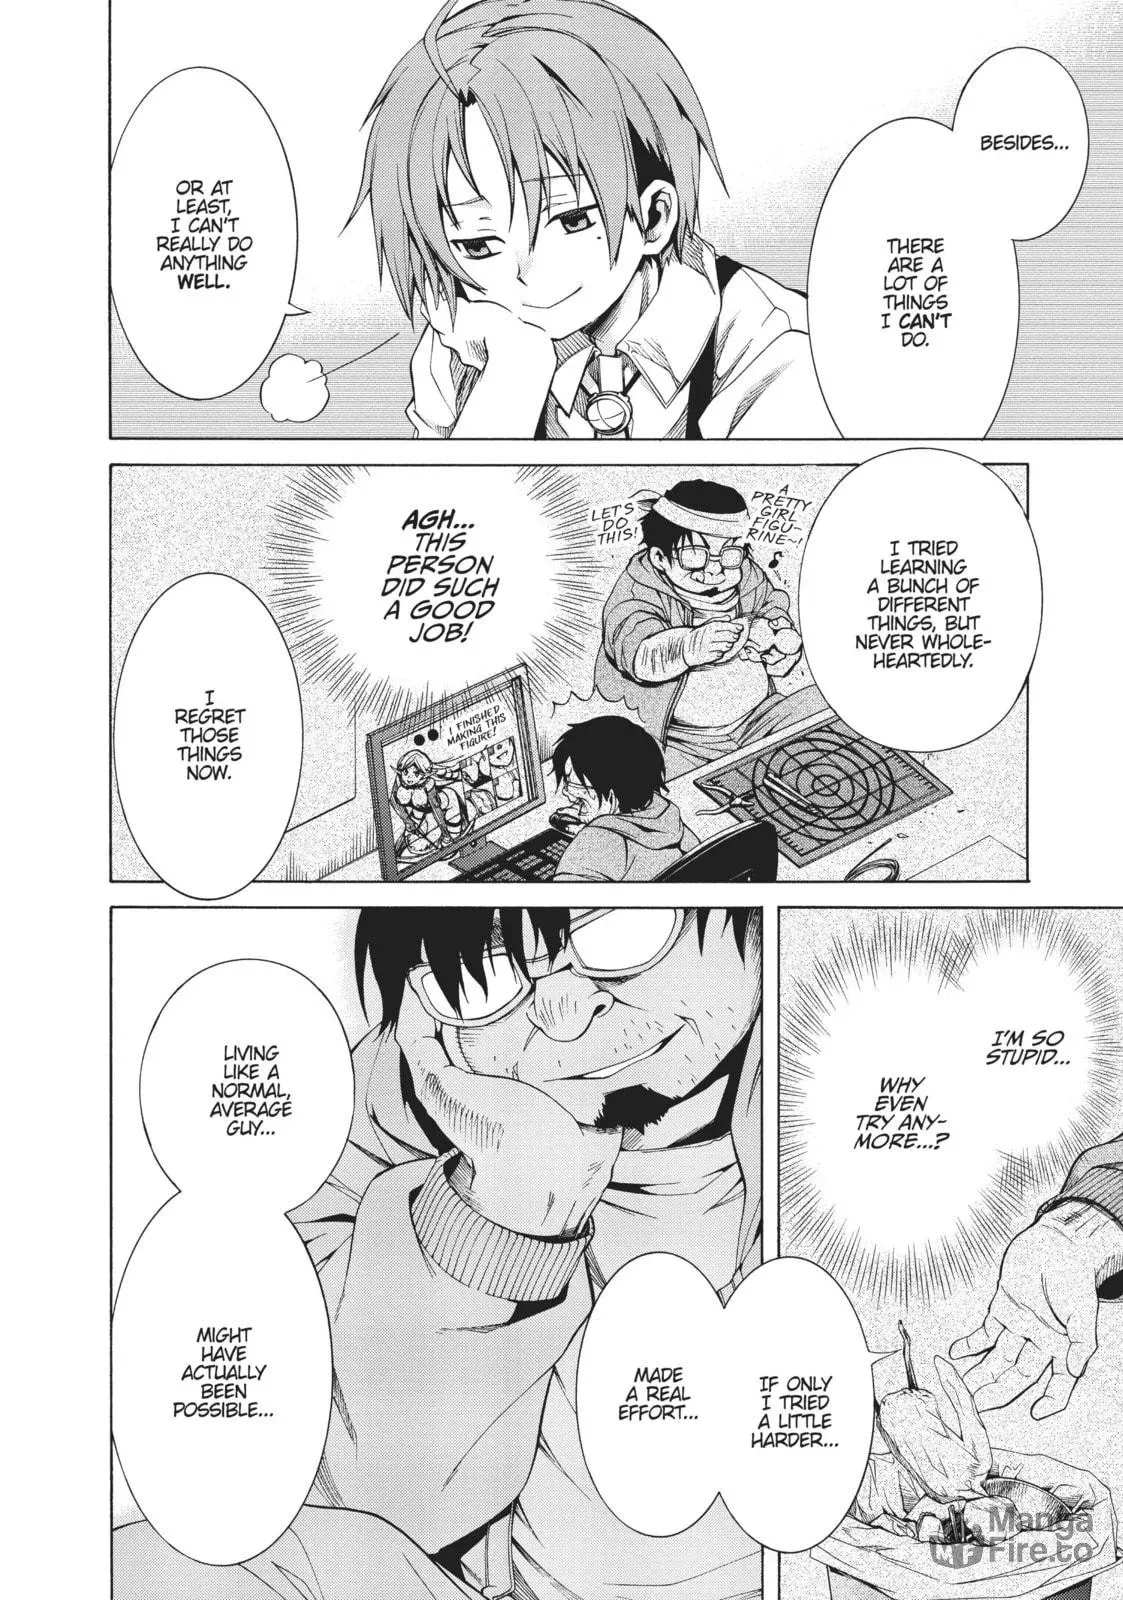 BESIDES...
THERE
ARE A
LOT OF
THINGS
I CAN'T
DO.
OR AT
LEAST,
I CAN'T
REALLY DO
ANYTHING
WELL.
I TRIED
LEARNING
A BUNCH OF
DIFFERENT
THINGS, BUT
NEVER WHOLE-
HEARTEDLY.
A
PRETTY
GIRL
FIGU-
RINE~!
LET'S
DO
THIS!
AGH...
THIS
PERSON
DID SUCH
A GOOD
JOB!
I FINISHED
MAKING THIS
FIGURE!
I
REGRET
THOSE
THINGS
NOW.
I'M SO
STUPID...
WHY
EVEN
TRY ANY-
MORE...?
IF ONLY
I TRIED
A LITTLE
HARDER...
MADE
A REAL
EFFORT...
LIVING
LIKE A
NORMAL,
AVERAGE
GUY...
MIGHT
HAVE
ACTUALLY
BEEN
POSSIBLE...
MF
Manga
Fire.to